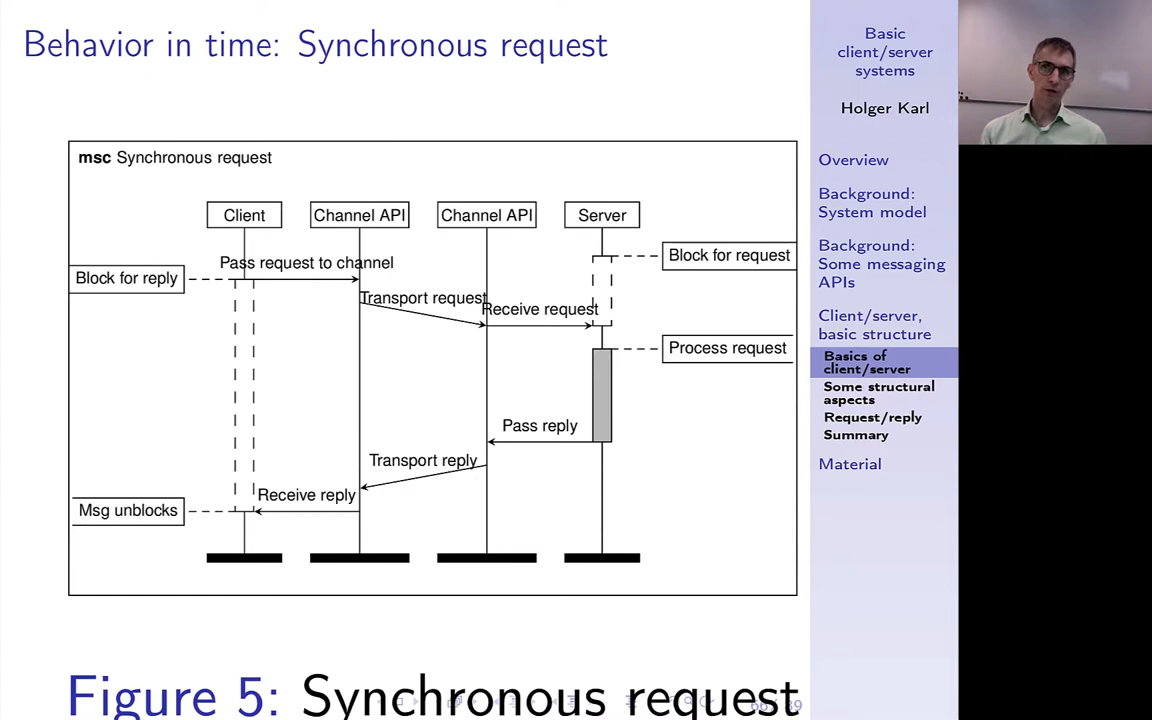 Behavior in time: Synchronous request
msc Synchronous request
Client
Channel API
Channel API
Server
Block for request
Pass request to channel
Block for reply
Transport request
Receive request
Process request
Pass reply
Transport reply
Receive reply
Msg unblocks
Figure 5: Synchronous request
Basic
client/server
systems
Holger Karl
Overview
Background:
System model
Background:
Some messaging
APIs
Client/server,
basic structure
Basics of
client/server
Some structural
aspects
Request/reply
Summary
Material